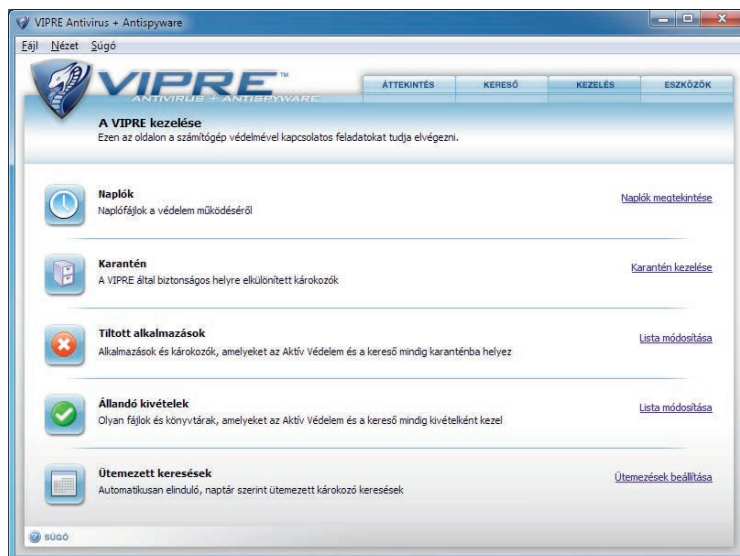 VIPRE Antivirus + Antispyware
Fájl Nézet Súgó
VIPRE™
ANTIVIRUS + ANTISPYWARE
ÁTTEKINTÉS KERESŐ KEZELÉS ESZKÖZÖK
A VIPRE kezelése
Ezen az oldalon a számítógép védelmével kapcsolatos feladatokat tudja elvégezni.
Naplók
Naplófájlok a védelem működéséről
Naplók megtekintése
Karantén
A VIPRE által biztonságos helyre elkülönített károkozók
Karantén kezelése
Tiltott alkalmazások
Alkalmazások és károkozók, amelyeket az Aktív Védelem és a kereső mindig karanténba helyez
Lista módosítása
Állandó kivételek
Olyan fájlok és könyvtárak, amelyeket az Aktív Védelem és a kereső mindig kivételként kezel
Lista módosítása
Ütemezett keresések
Automatikusan elinduló, naptár szerint ütemezett károkozó keresések
Ütemezések beállítása
SÚGÓ